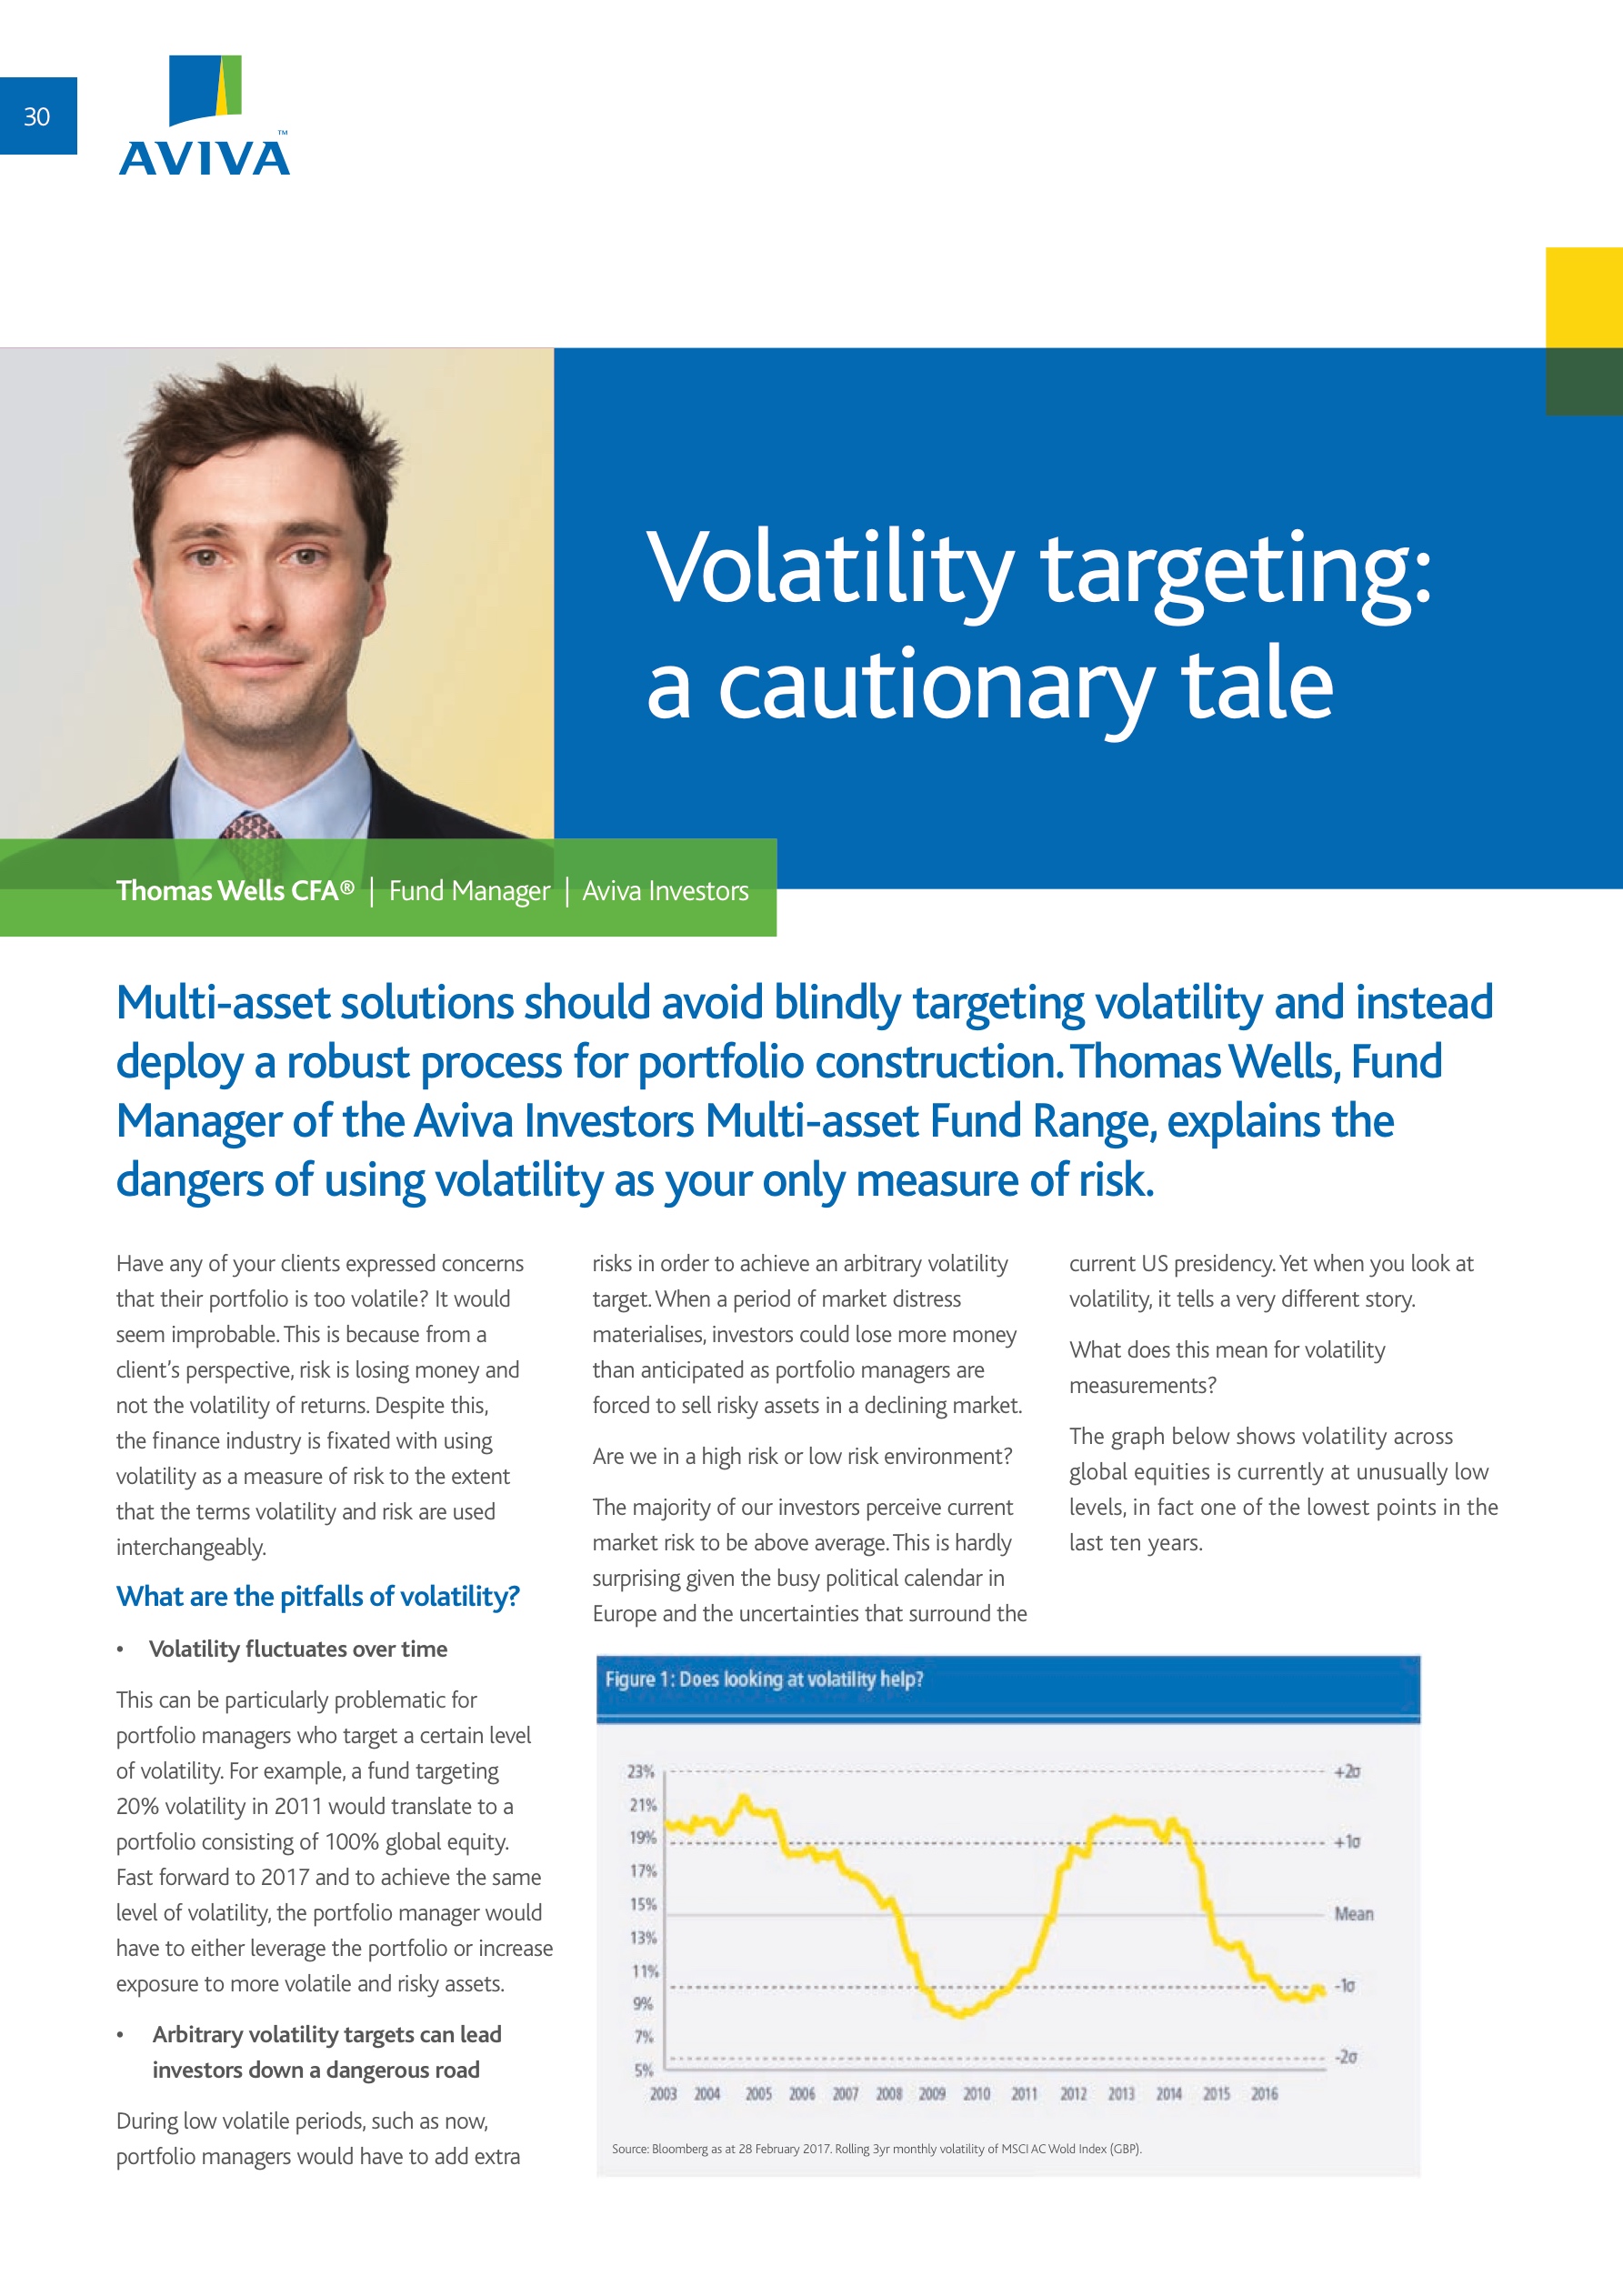 30
AVIVA™
Volatility targeting:
a cautionary tale
Thomas Wells CFA® | Fund Manager | Aviva Investors
Multi-asset solutions should avoid blindly targeting volatility and instead
deploy a robust process for portfolio construction. Thomas Wells, Fund
Manager of the Aviva Investors Multi-asset Fund Range, explains the
dangers of using volatility as your only measure of risk.
Have any of your clients expressed concerns
that their portfolio is too volatile? It would
seem improbable. This is because from a
client's perspective, risk is losing money and
not the volatility of returns. Despite this,
the finance industry is fixated with using
volatility as a measure of risk to the extent
that the terms volatility and risk are used
interchangeably.
What are the pitfalls of volatility?
• Volatility fluctuates over time
This can be particularly problematic for
portfolio managers who target a certain level
of volatility. For example, a fund targeting
20% volatility in 2011 would translate to a
portfolio consisting of 100% global equity.
Fast forward to 2017 and to achieve the same
level of volatility, the portfolio manager would
have to either leverage the portfolio or increase
exposure to more volatile and risky assets.
• Arbitrary volatility targets can lead
investors down a dangerous road
During low volatile periods, such as now,
portfolio managers would have to add extra
risks in order to achieve an arbitrary volatility
target. When a period of market distress
materialises, investors could lose more money
than anticipated as portfolio managers are
forced to sell risky assets in a declining market.
Are we in a high risk or low risk environment?
The majority of our investors perceive current
market risk to be above average. This is hardly
surprising given the busy political calendar in
Europe and the uncertainties that surround the
current US presidency. Yet when you look at
volatility, it tells a very different story.
What does this mean for volatility
measurements?
The graph below shows volatility across
global equities is currently at unusually low
levels, in fact one of the lowest points in the
last ten years.
Figure 1: Does looking at volatility help?
23%
21%
19%
17%
15%
13%
11%
9%
7%
5%
+2σ
+1σ
Mean
-1σ
-2σ
2003 2004 2005 2006 2007 2008 2009 2010 2011 2012 2013 2014 2015 2016
Source: Bloomberg as at 28 February 2017. Rolling 3yr monthly volatility of MSCI AC Wold Index (GBP).